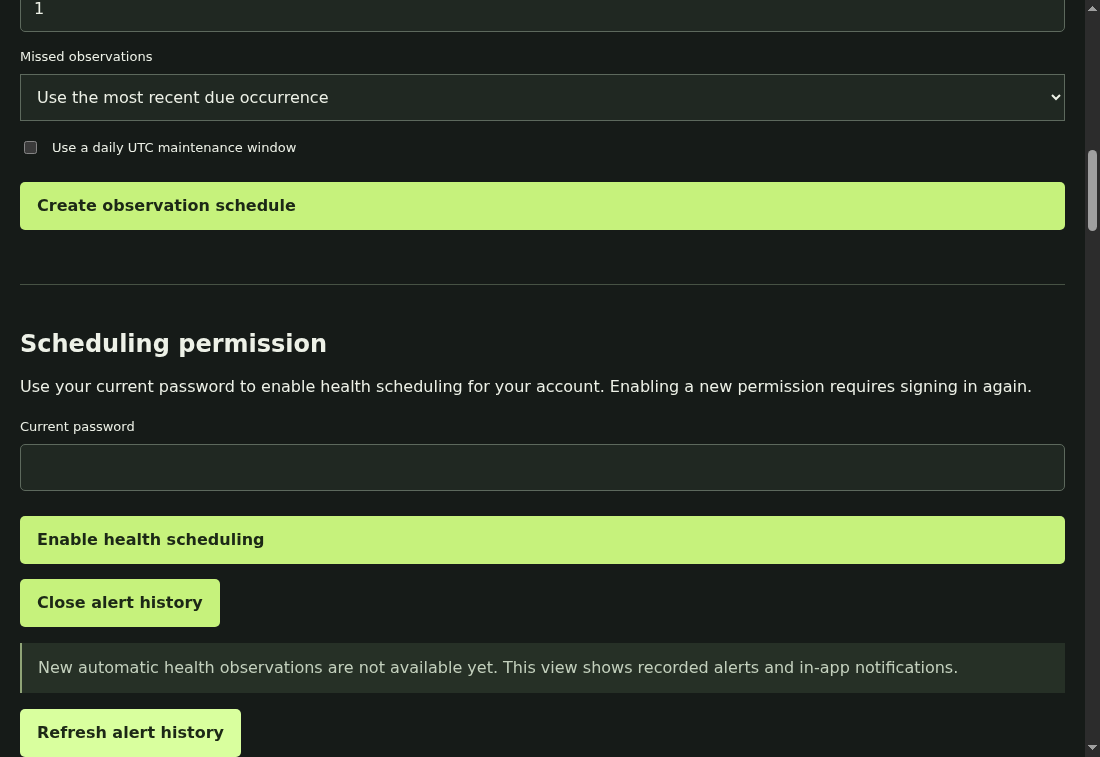 1
Missed observations
Use the most recent due occurrence
Use a daily UTC maintenance window
Create observation schedule
Scheduling permission
Use your current password to enable health scheduling for your account. Enabling a new permission requires signing in again.
Current password
Enable health scheduling
Close alert history
New automatic health observations are not available yet. This view shows recorded alerts and in-app notifications.
Refresh alert history